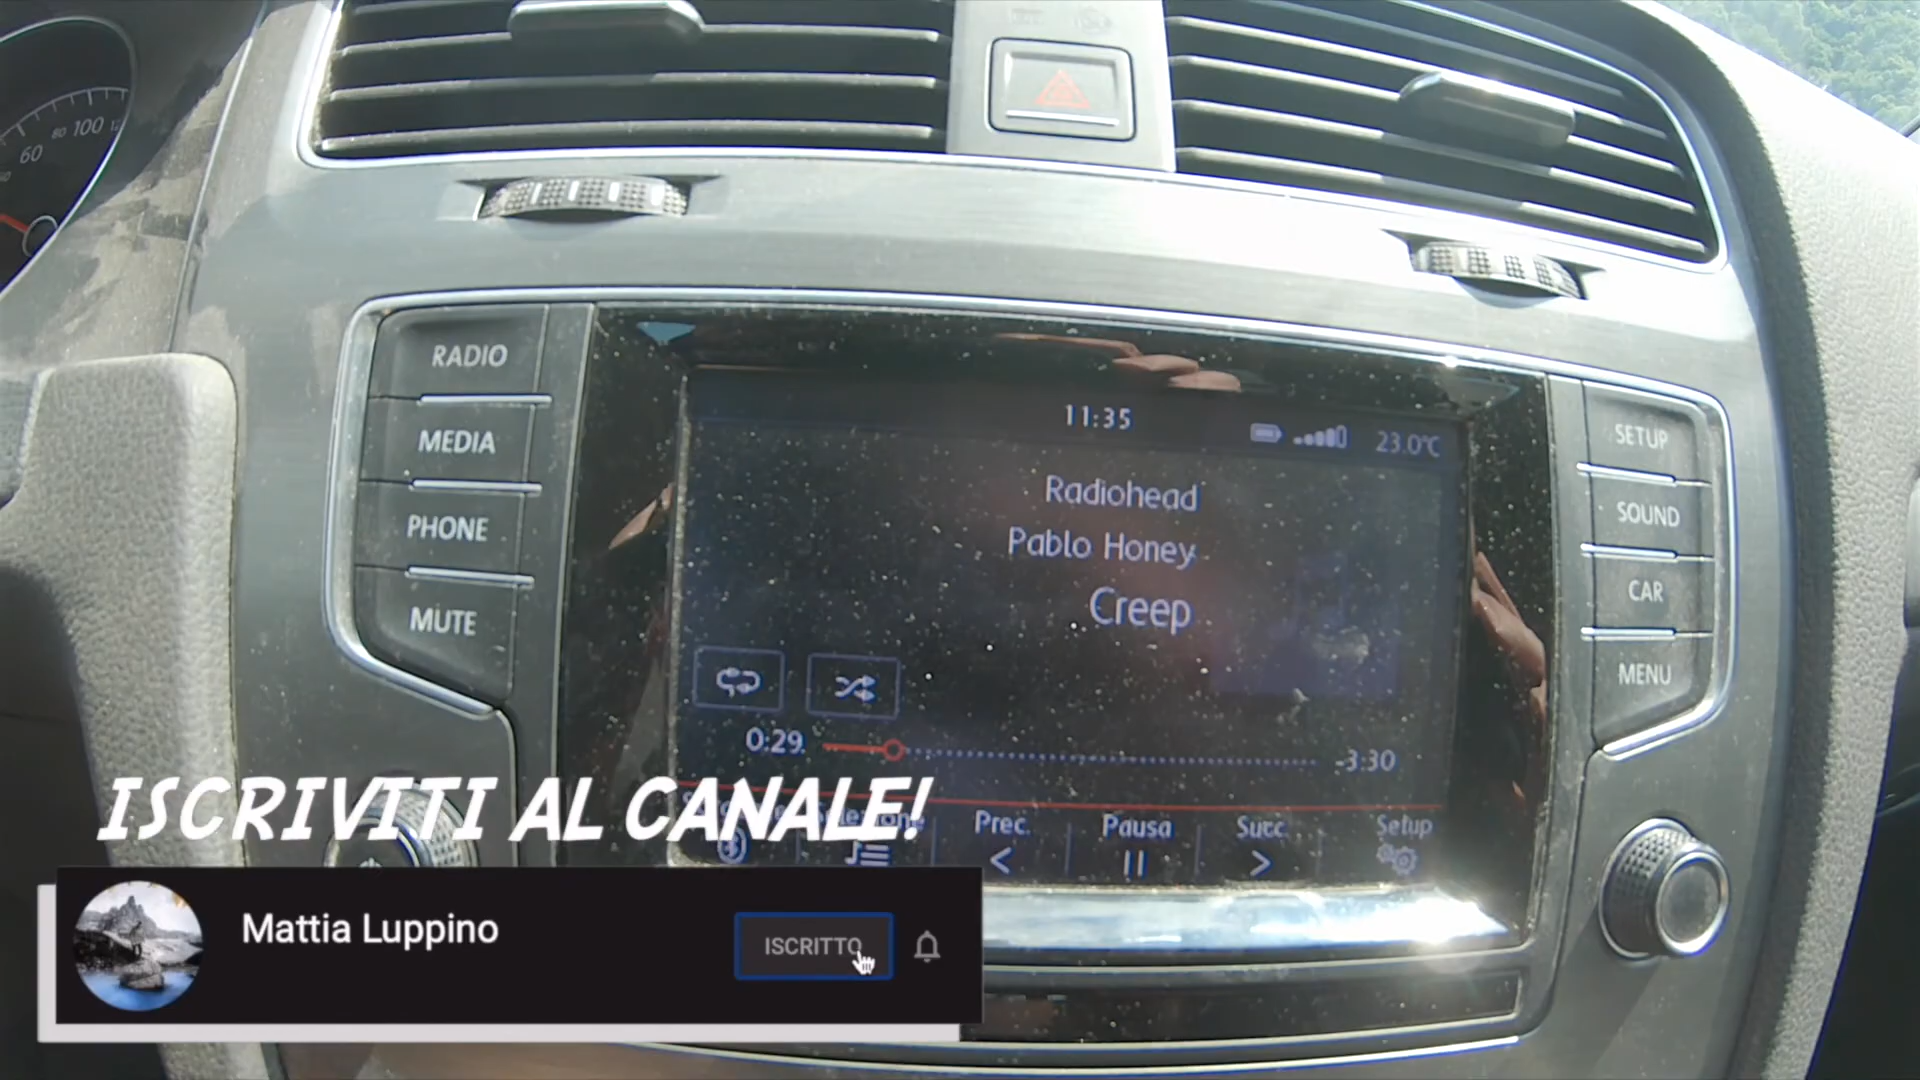 60
80
100
RADIO
MEDIA
PHONE
MUTE
11:35
23.0°C
Radiohead
Pablo Honey
Creep
0:29
-3:30
Prec.
Pausa
Succ.
Setup
SETUP
SOUND
CAR
MENU
ISCRIVITI AL CANALE!
Mattia Luppino
ISCRITTO